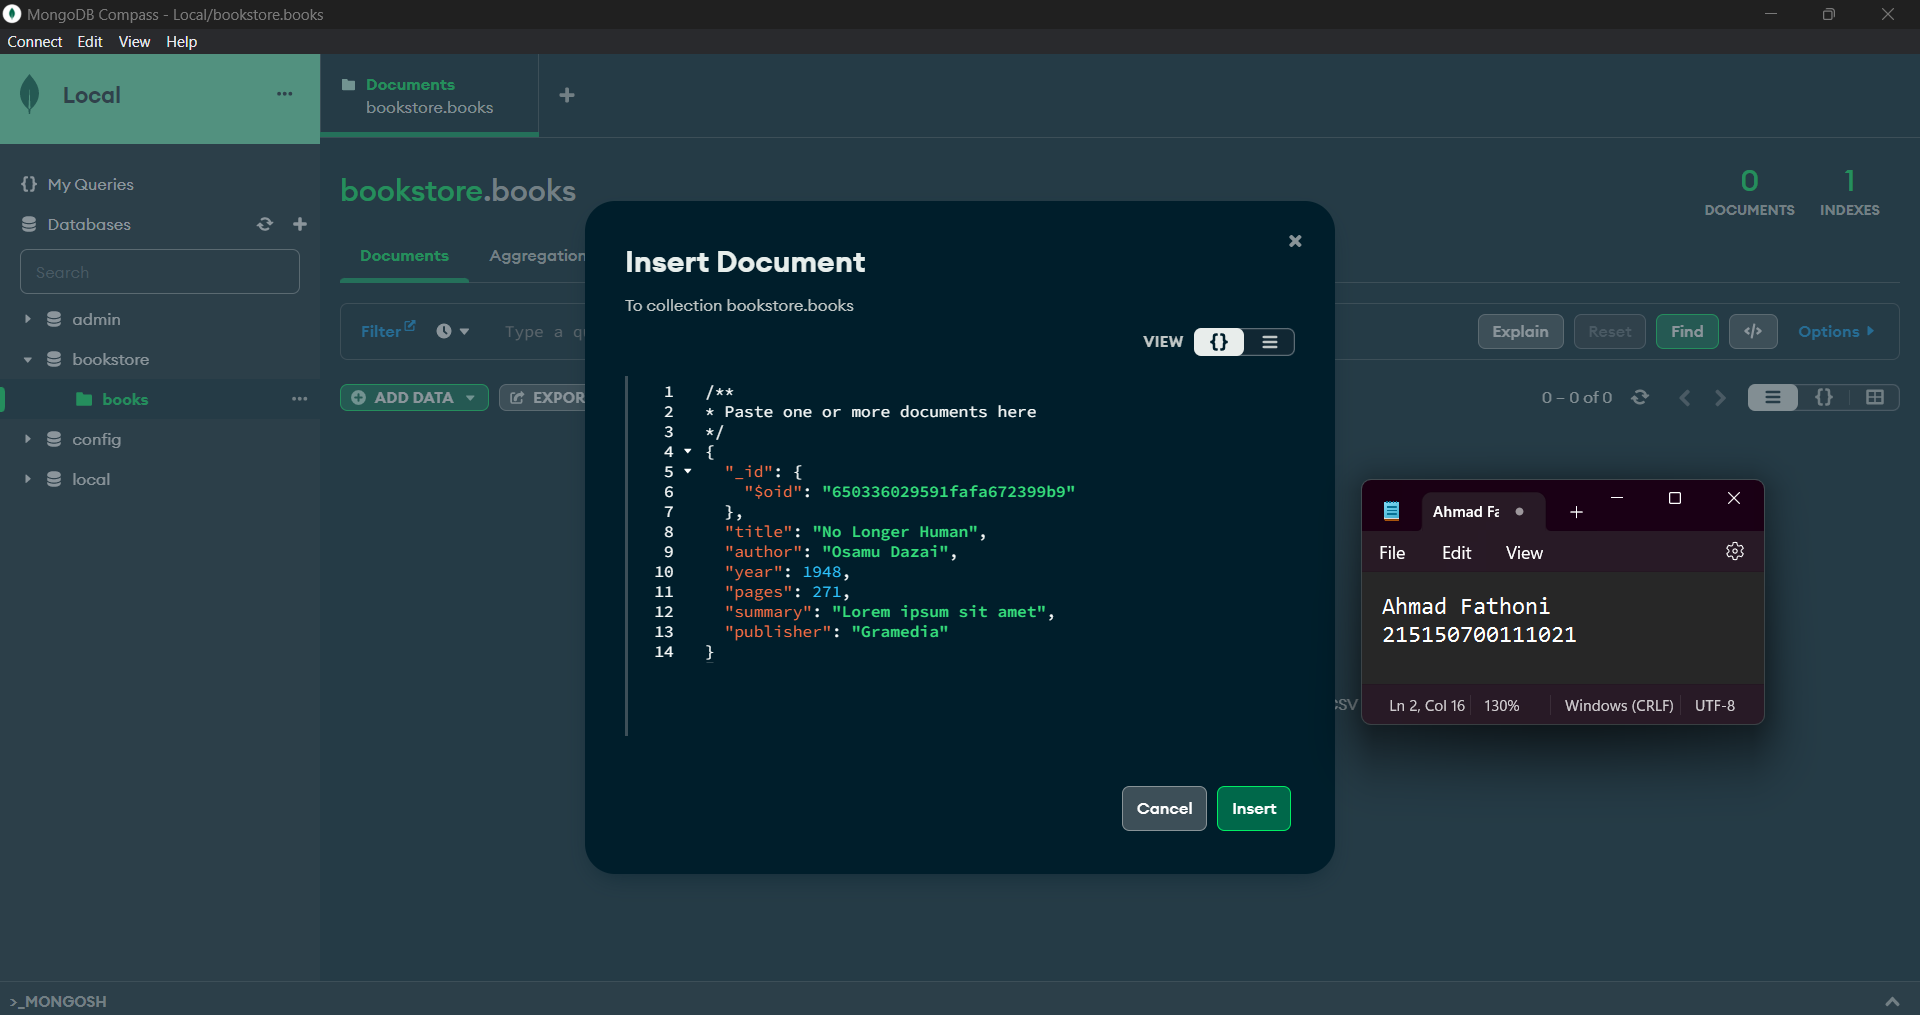 MongoDB Compass - Local/bookstore.books
Connect Edit View Help
Local
Documents
bookstore.books
{} My Queries
Databases
Search
admin
bookstore
books
config
local
bookstore.books
0
DOCUMENTS
1
INDEXES
Documents Aggregation
Filter
Type a qu
Explain Reset Find </> Options
ADD DATA EXPOR
0 – 0 of 0
{}
Insert Document
To collection bookstore.books
VIEW {}
1 /**
2 * Paste one or more documents here
3 */
4 {
5 "_id": {
6 "$oid": "650336029591fafa672399b9"
7 },
8 "title": "No Longer Human",
9 "author": "Osamu Dazai",
10 "year": 1948,
11 "pages": 271,
12 "summary": "Lorem ipsum sit amet",
13 "publisher": "Gramedia"
14 }
Cancel Insert
Ahmad Fa
File Edit View
Ahmad Fathoni
215150700111021
Ln 2, Col 16 130% Windows (CRLF) UTF-8
CSV
>_MONGOSH